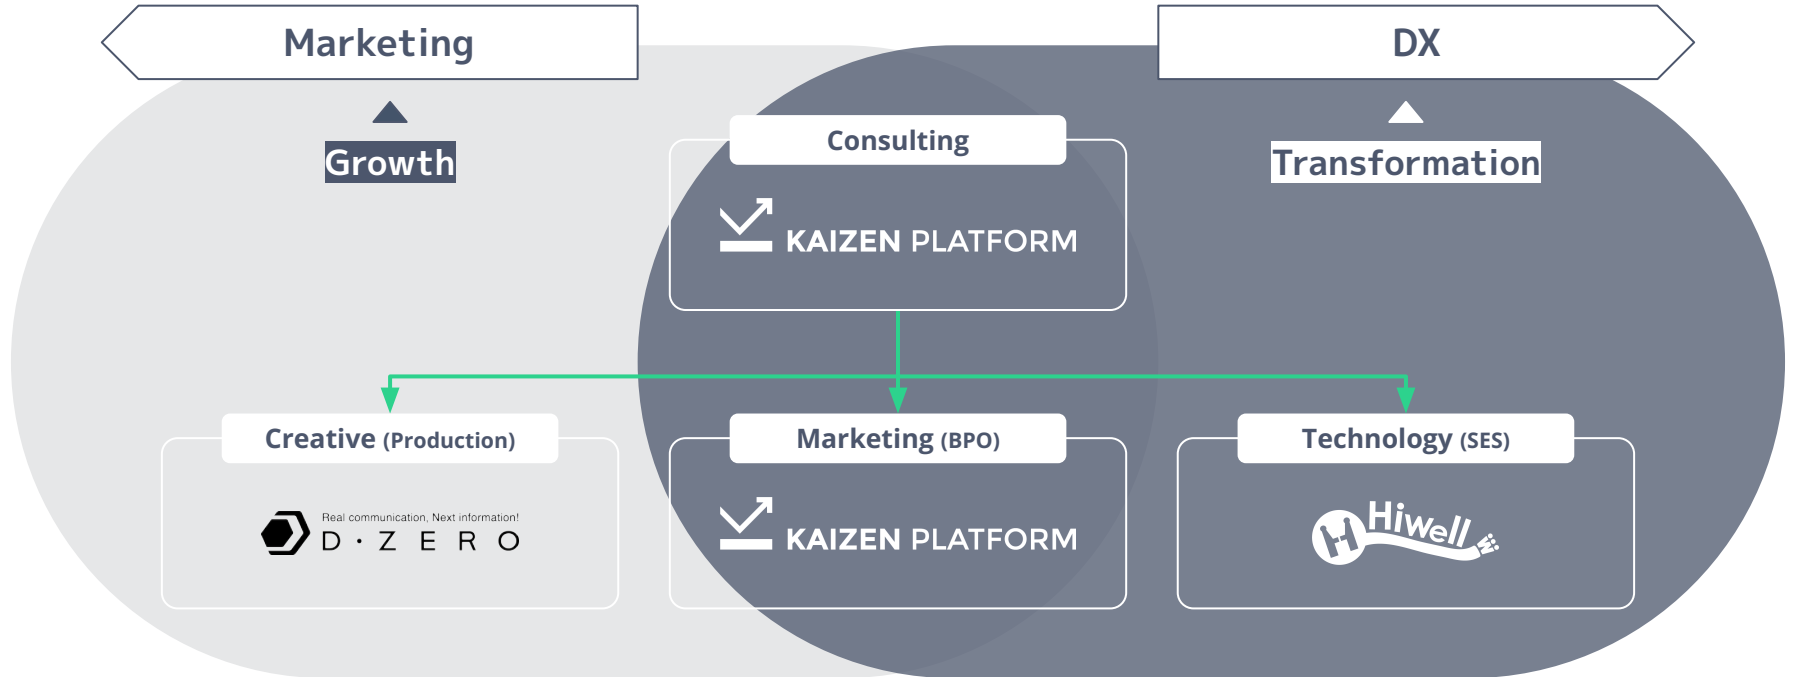 Marketing
DX
Growth
Transformation
Consulting
KAIZEN PLATFORM
Creative (Production)
Marketing (BPO)
Technology (SES)
Real communication, Next information!
D・ZERO
KAIZEN PLATFORM
Hiwell